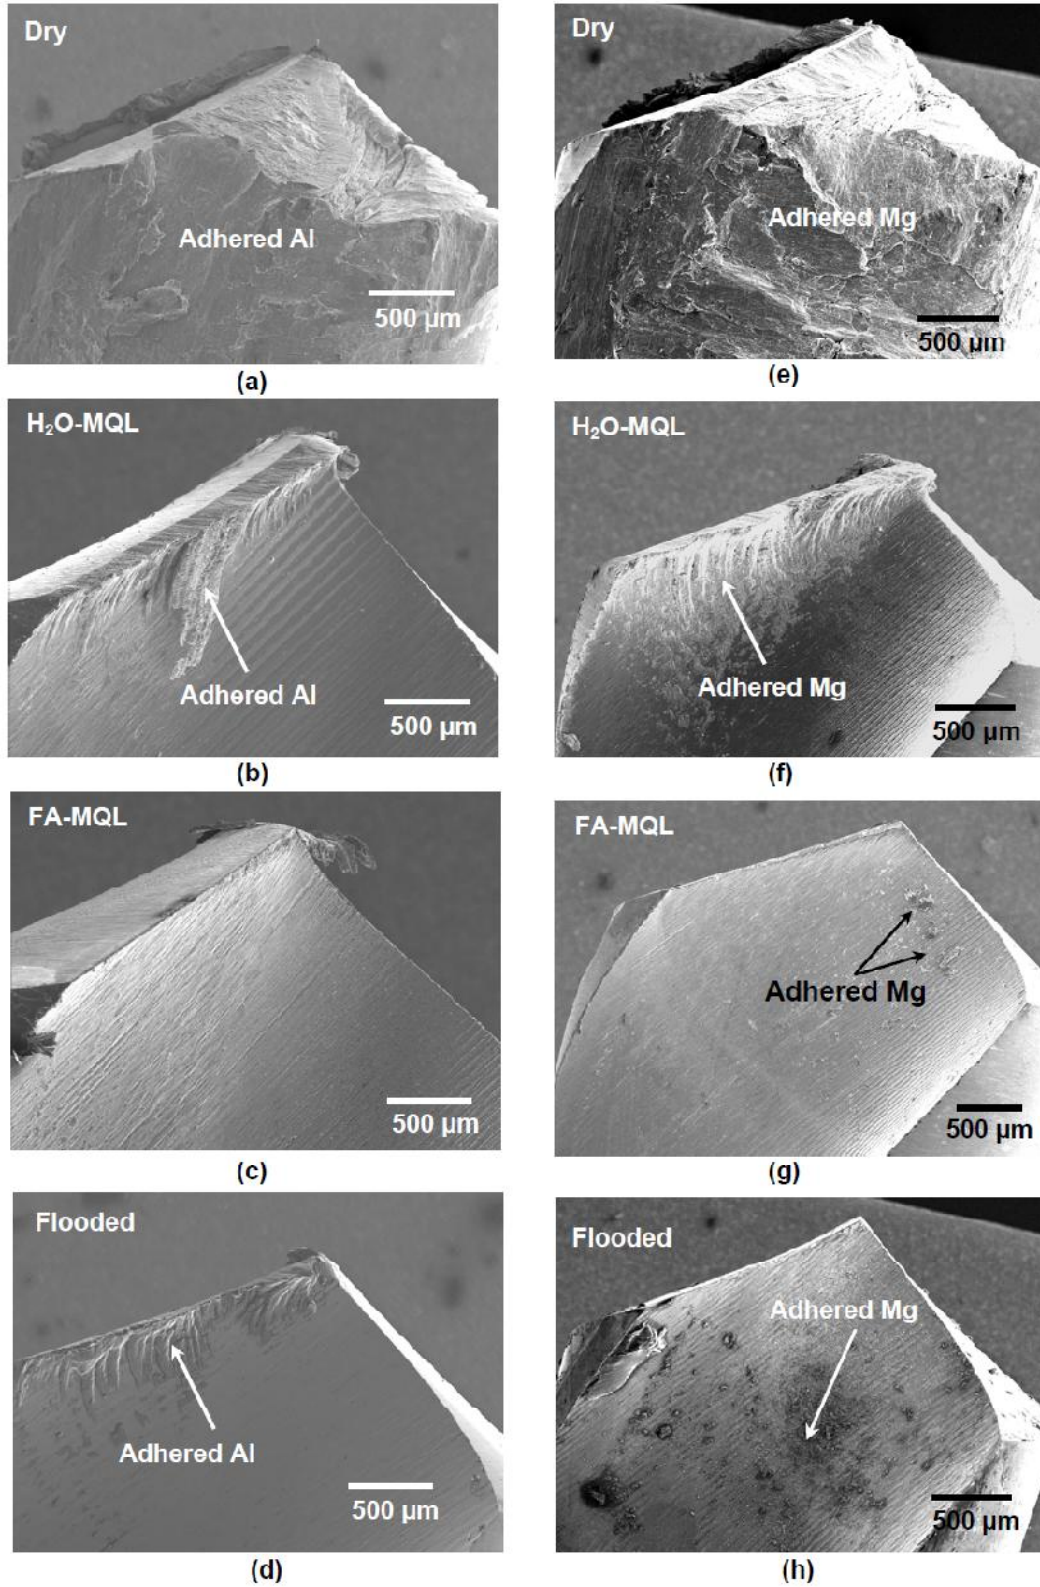 Dry
Adhered Al
500 µm
(a)
Dry
Adhered Mg
500 µm
(e)
H₂O-MQL
Adhered Al
500 µm
(b)
H₂O-MQL
Adhered Mg
500 µm
(f)
FA-MQL
500 µm
(c)
FA-MQL
Adhered Mg
500 µm
(g)
Flooded
Adhered Al
500 µm
(d)
Flooded
Adhered Mg
500 µm
(h)